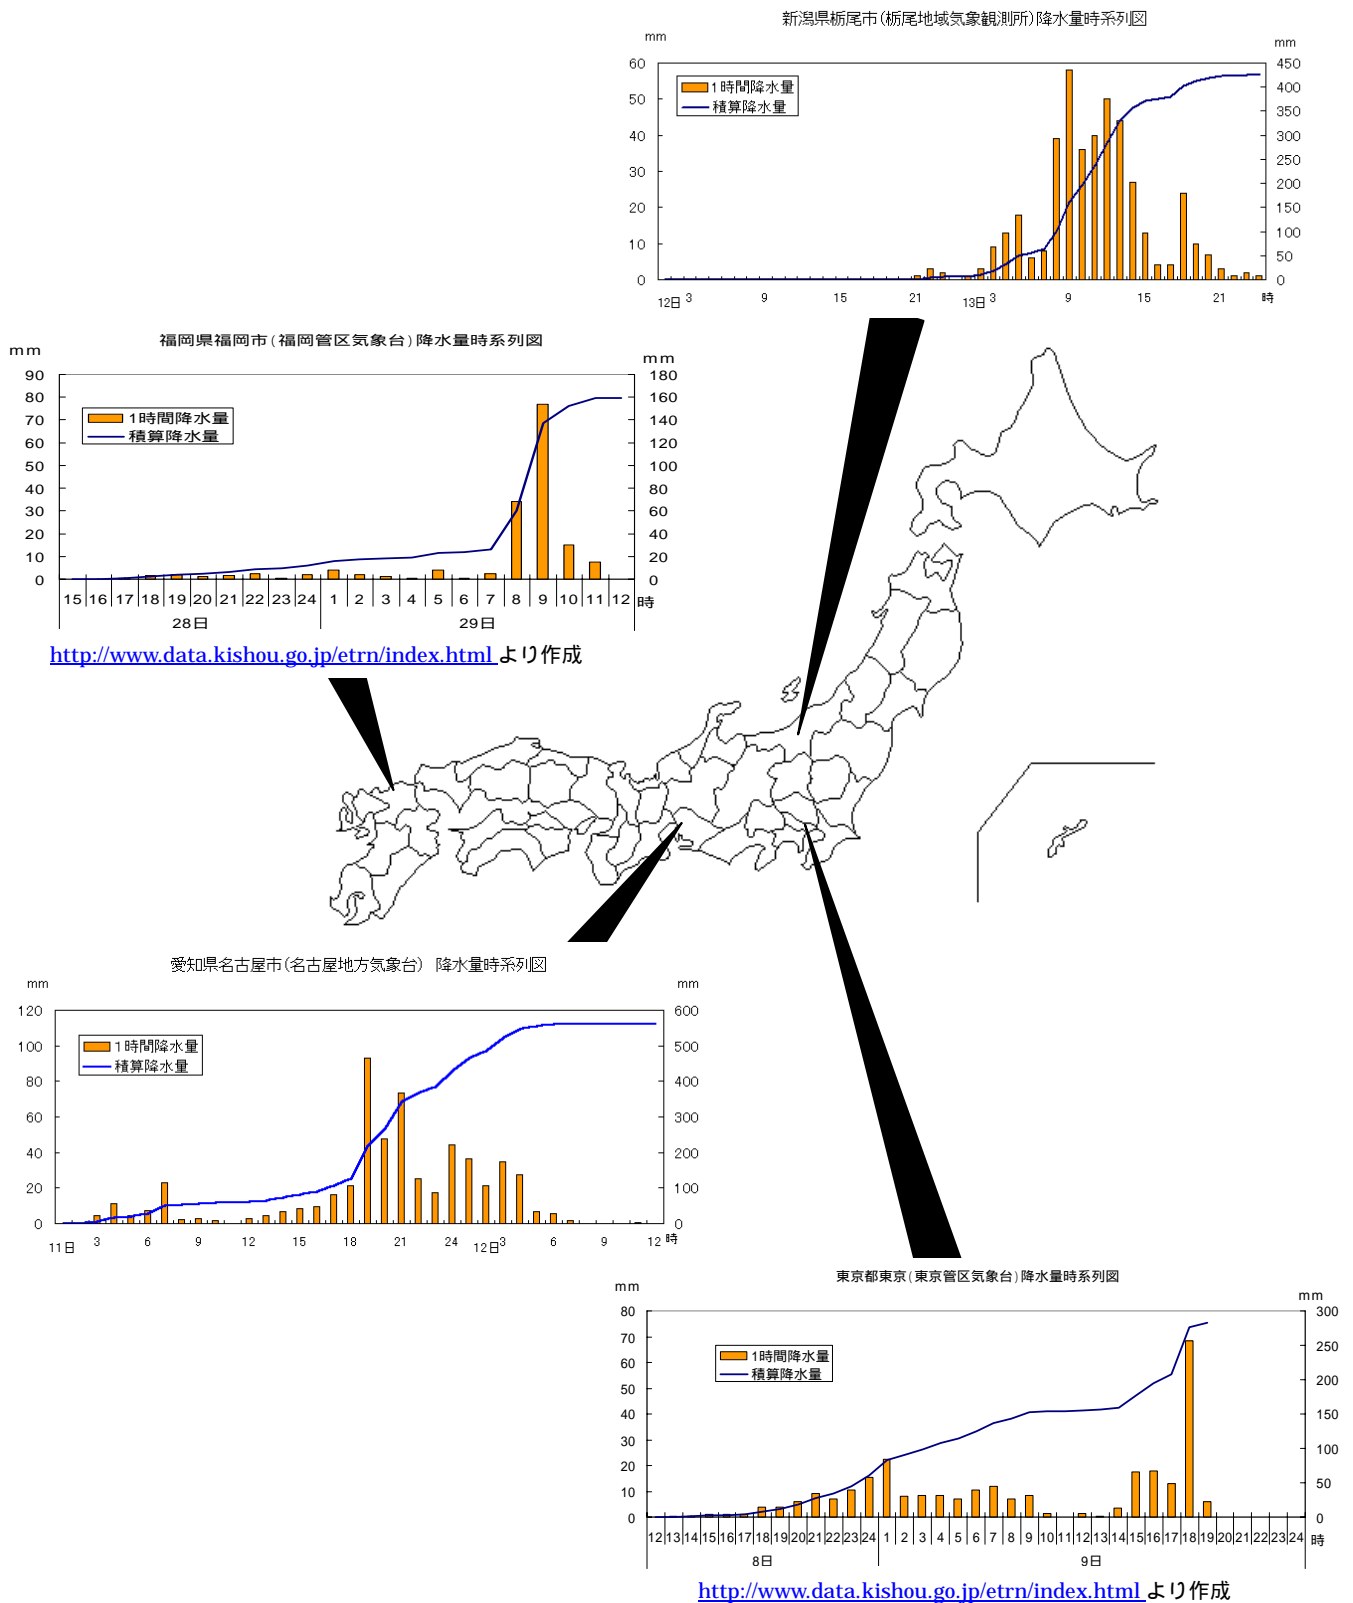 新潟県栃尾市(栃尾地域気象観測所)降水量時系列図
mm
mm
60
50
40
30
20
10
0
1時間降水量
積算降水量
450
400
350
300
250
200
150
100
50
0
12日 3 9 15 21 13日 3 9 15 21 時
福岡県福岡市(福岡管区気象台)降水量時系列図
mm
mm
90
80
70
60
50
40
30
20
10
0
1時間降水量
積算降水量
180
160
140
120
100
80
60
40
20
0
15 16 17 18 19 20 21 22 23 24 1 2 3 4 5 6 7 8 9 10 11 12 時
28日 29日
http://www.data.kishou.go.jp/etrn/index.html より作成
愛知県名古屋市(名古屋地方気象台) 降水量時系列図
mm
mm
120
100
80
60
40
20
0
1時間降水量
積算降水量
600
500
400
300
200
100
0
11日 3 6 9 12 15 18 21 24 12日 3 6 9 12 時
東京都東京(東京管区気象台)降水量時系列図
mm
mm
80
70
60
50
40
30
20
10
0
1時間降水量
積算降水量
300
250
200
150
100
50
0
12 13 14 15 16 17 18 19 20 21 22 23 24 1 2 3 4 5 6 7 8 9 10 11 12 13 14 15 16 17 18 19 20 21 22 23 24 時
8日 9日
http://www.data.kishou.go.jp/etrn/index.html より作成